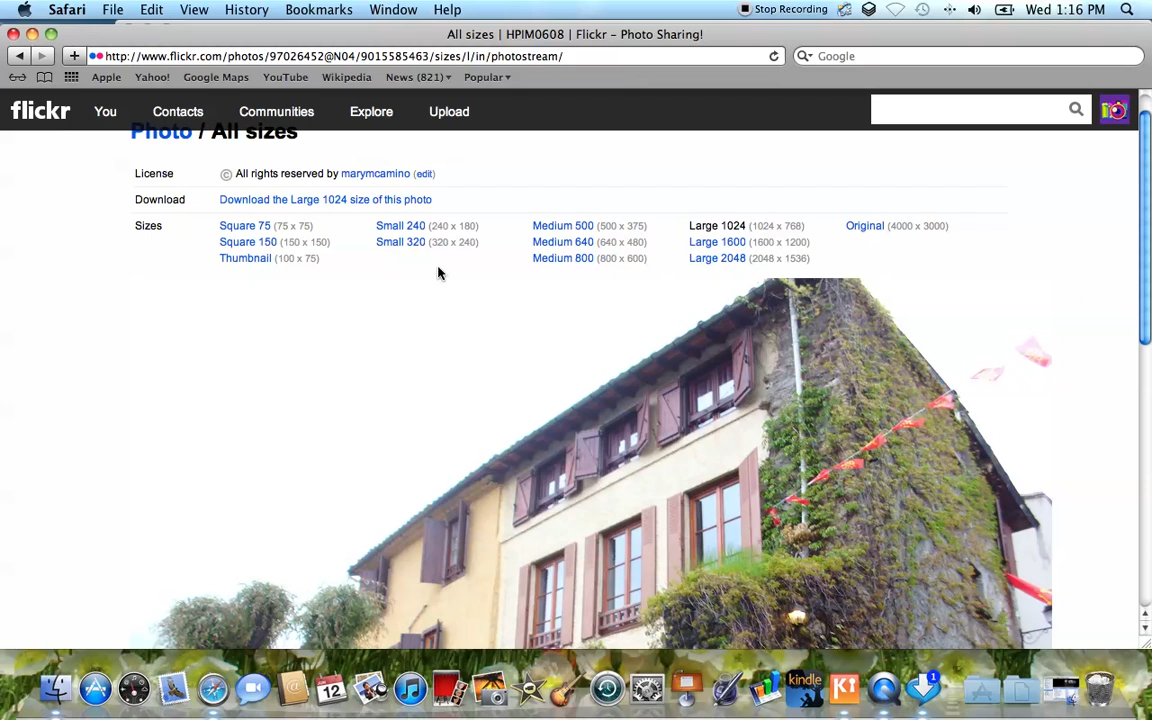 Safari File Edit View History Bookmarks Window Help Stop Recording Wed 1:16 PM
All sizes | HPIM0608 | Flickr - Photo Sharing!
http://www.flickr.com/photos/97026452@N04/9015585463/sizes/l/in/photostream/ Google
Apple Yahoo! Google Maps YouTube Wikipedia News (821) Popular
flickr You Contacts Communities Explore Upload
Photo / All sizes
License © All rights reserved by marymcamino (edit)
Download Download the Large 1024 size of this photo
Sizes Square 75 (75 x 75) Small 240 (240 x 180) Medium 500 (500 x 375) Large 1024 (1024 x 768) Original (4000 x 3000)
Square 150 (150 x 150) Small 320 (320 x 240) Medium 640 (640 x 480) Large 1600 (1600 x 1200)
Thumbnail (100 x 75) Medium 800 (800 x 600) Large 2048 (2048 x 1536)
12 kindle 1